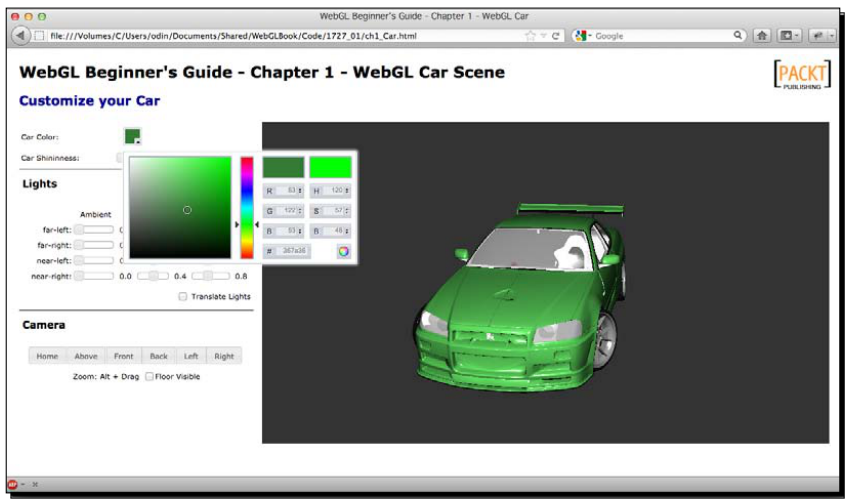 WebGL Beginner's Guide - Chapter 1 - WebGL Car
file:///Volumes/C/Users/odin/Documents/Shared/WebGLBook/Code/1727_01/ch1_Car.html
Google
WebGL Beginner's Guide - Chapter 1 - WebGL Car Scene
PACKT
PUBLISHING
Customize your Car
Car Color:
Car Shininness:
Lights
R 53 H 120
Ambient
G 122 S 57
far-left:
B 53 B 48
far-right:
# 367a36
near-left:
near-right: 0.0 0.4 0.8
Translate Lights
Camera
Home Above Front Back Left Right
Zoom: Alt + Drag Floor Visible
ABP